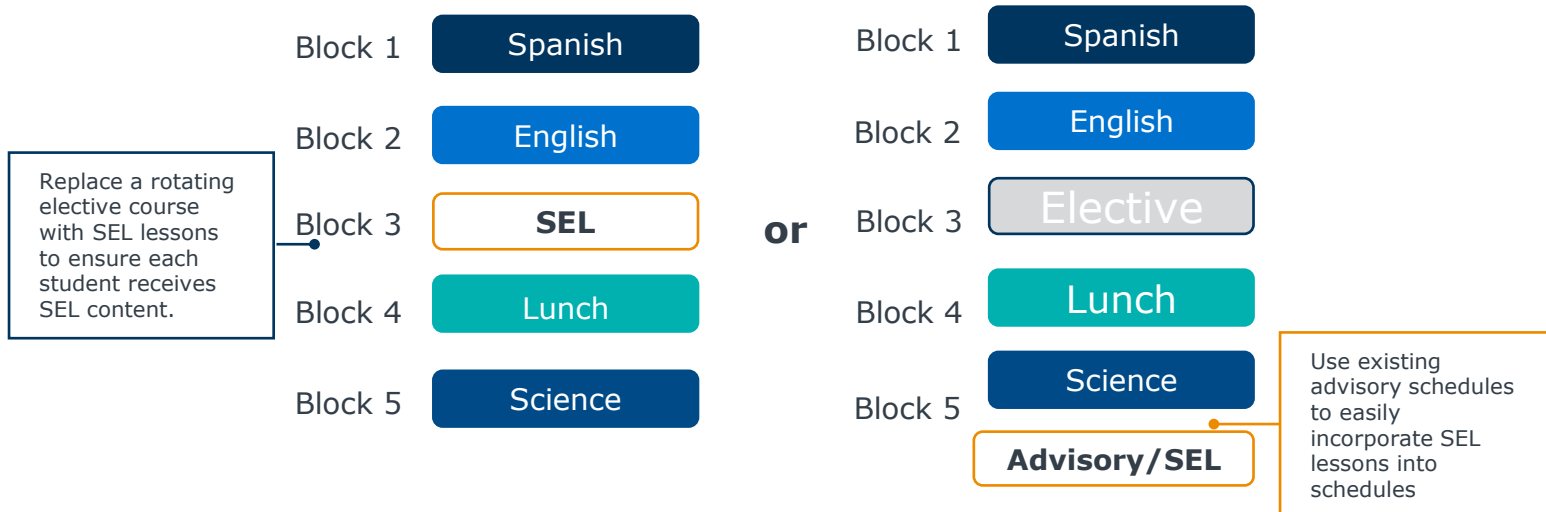 Block 1
Spanish
Block 2
English
Replace a rotating
elective course
with SEL lessons
to ensure each
student receives
SEL content.
Block 3
SEL
Block 4
Lunch
Block 5
Science
or
Block 1
Spanish
Block 2
English
Block 3
Elective
Block 4
Lunch
Block 5
Science
Advisory/SEL
Use existing
advisory schedules
to easily
incorporate SEL
lessons into
schedules